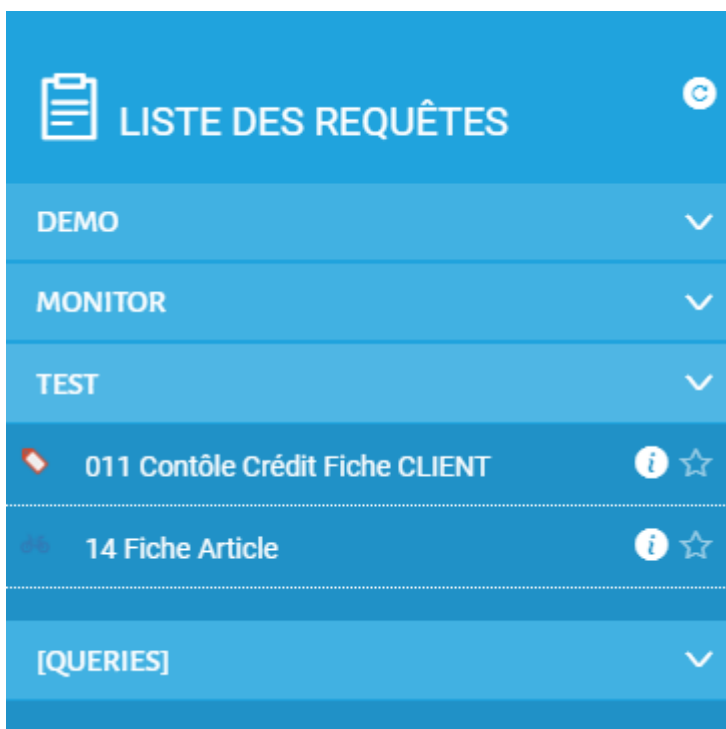 LISTE DES REQUÊTES
DEMO
MONITOR
TEST
011 Contôle Crédit Fiche CLIENT
14 Fiche Article
[QUERIES]